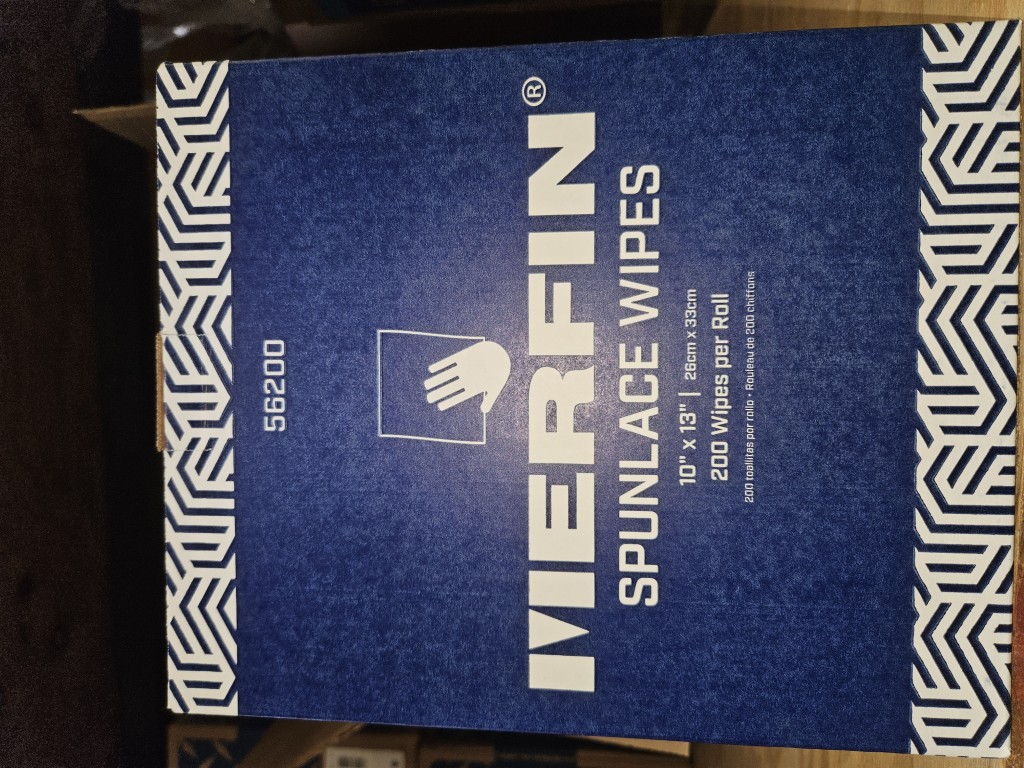 56200
MERFIN®
SPUNLACE WIPES
10" x 13" | 26cm x 33cm
200 Wipes per Roll
200 toallitas por rollo • Rouleau de 200 chiffons